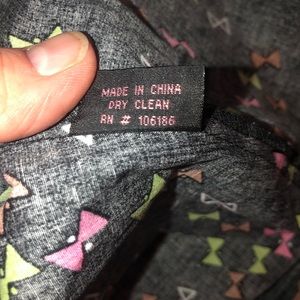 MADE IN CHINA
DRY CLEAN
RN # 106186